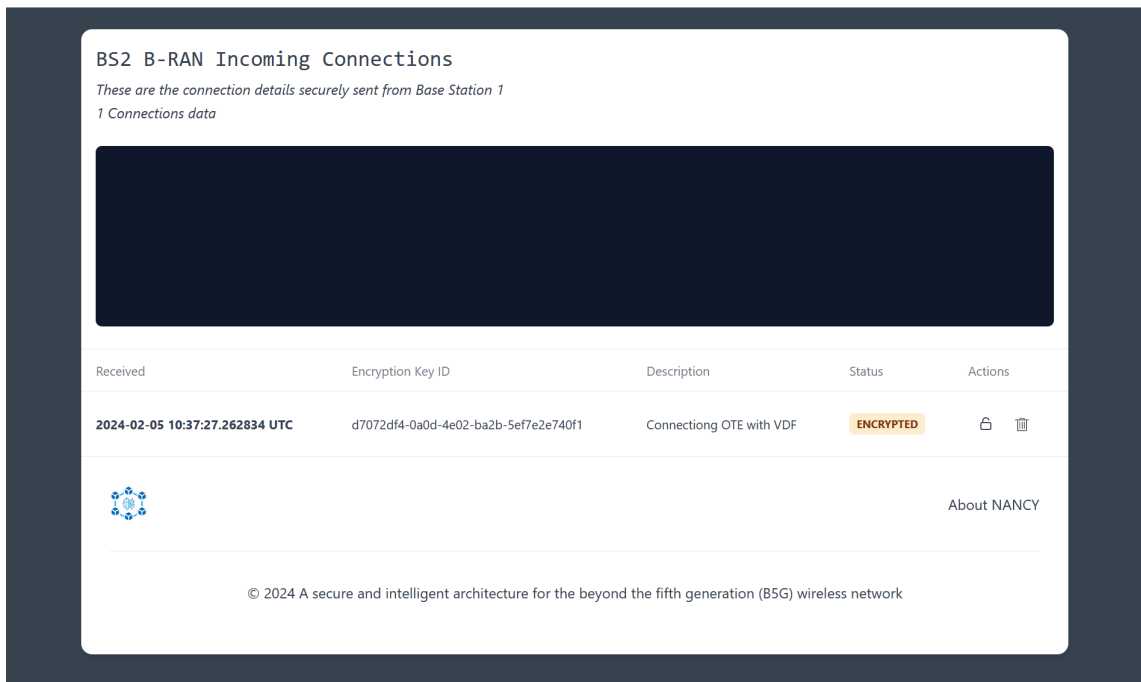 BS2 B-RAN Incoming Connections
These are the connection details securely sent from Base Station 1
1 Connections data
Received Encryption Key ID Description Status Actions
2024-02-05 10:37:27.262834 UTC d7072df4-0a0d-4e02-ba2b-5ef7e2e740f1 Connectiong OTE with VDF ENCRYPTED
About NANCY
© 2024 A secure and intelligent architecture for the beyond the fifth generation (B5G) wireless network